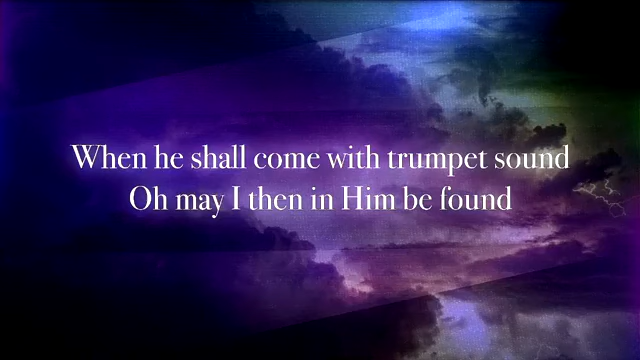 When he shall come with trumpet sound
Oh may I then in Him be found